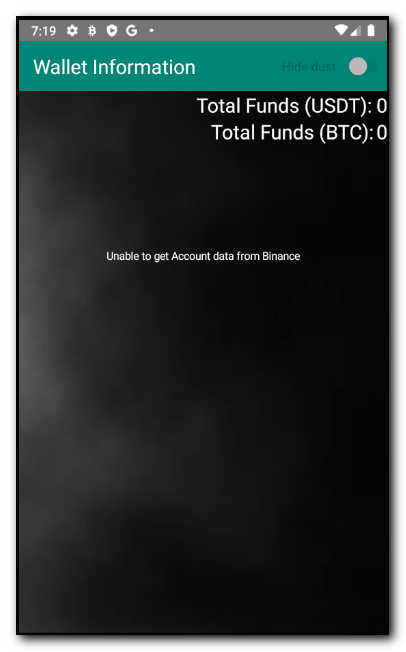 7:19
Wallet Information Hide dust
Total Funds (USDT): 0
Total Funds (BTC): 0
Unable to get Account data from Binance